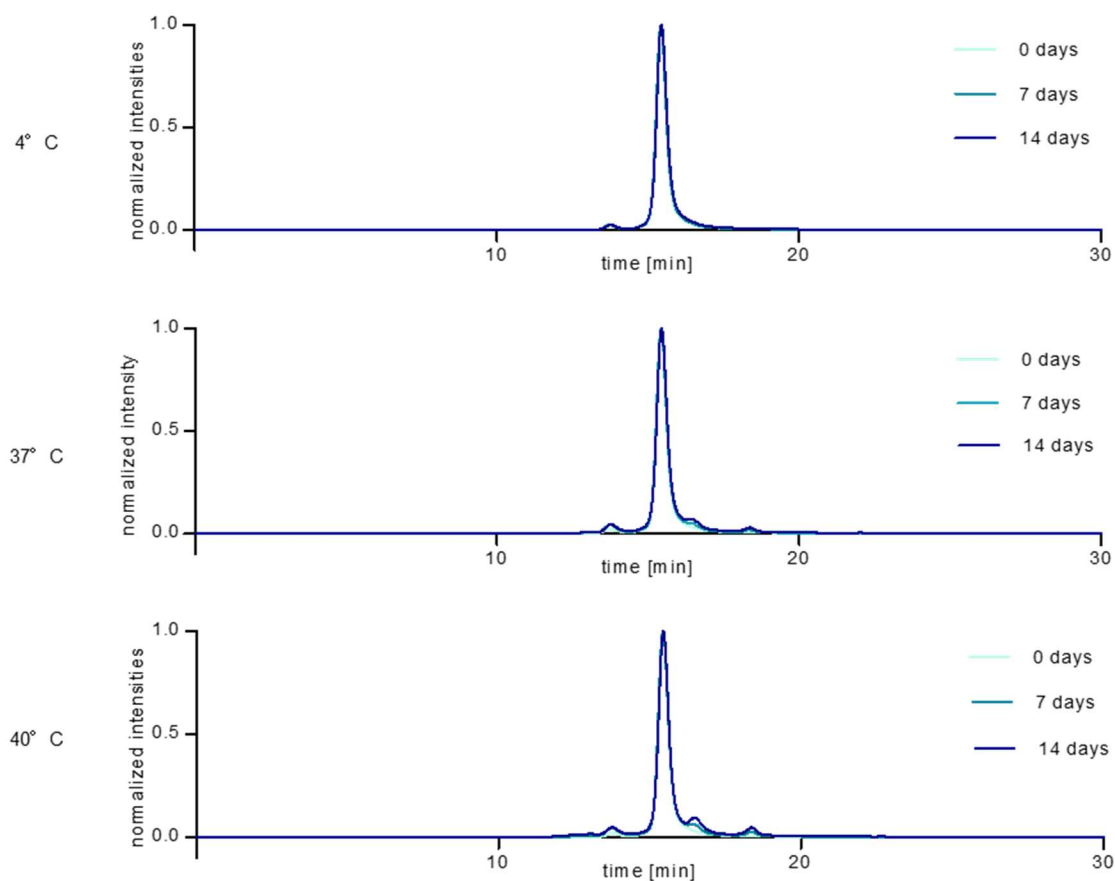 4° C
normalized intensities
1.0
0.5
0.0
10
20
30
time [min]
0 days
7 days
14 days
37° C
normalized intensity
1.0
0.5
0.0
10
20
30
time [min]
0 days
7 days
14 days
40° C
normalized intensities
1.0
0.5
0.0
10
20
30
time [min]
0 days
7 days
14 days